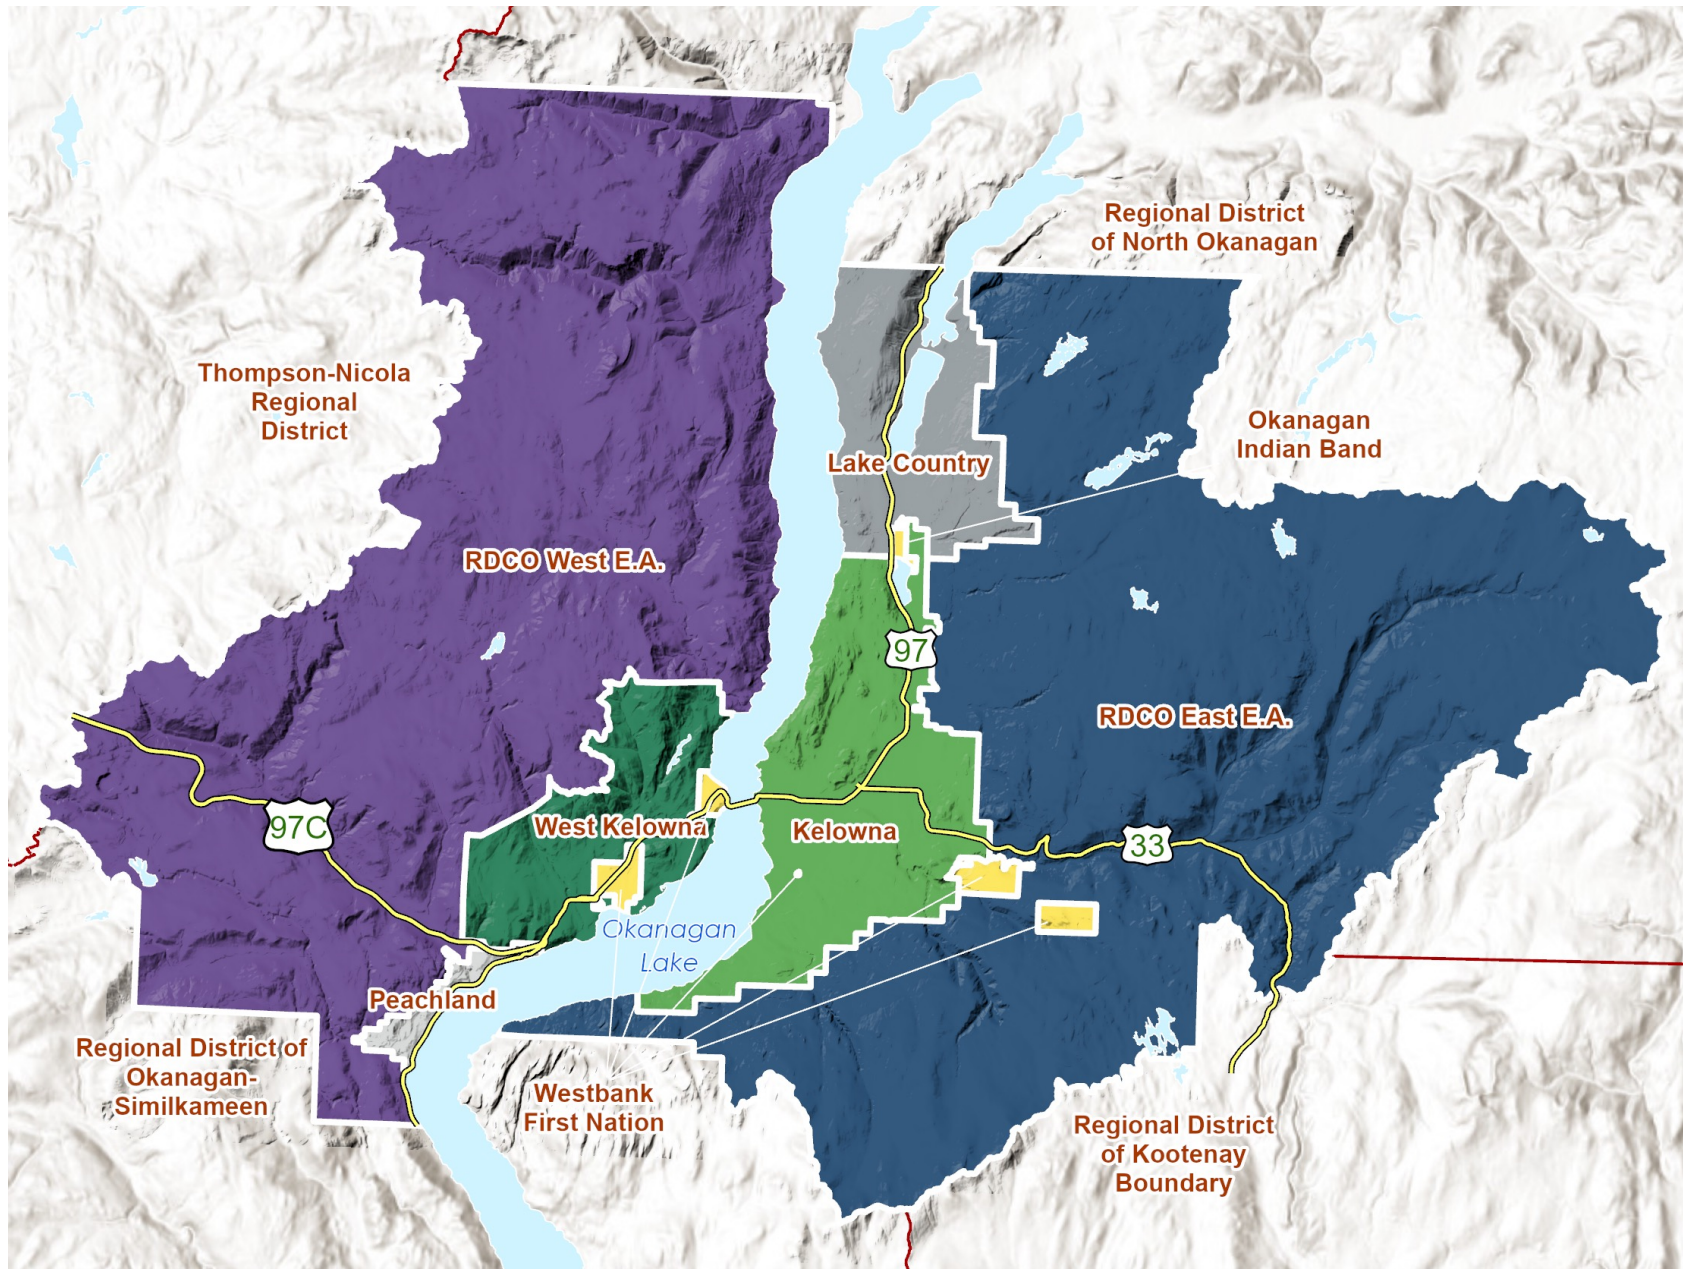 Regional District
of North Okanagan
Thompson-Nicola
Regional
District
Okanagan
Indian Band
Lake Country
RDCO West E.A.
97
RDCO East E.A.
97C
West Kelowna
Kelowna
33
Okanagan
Lake
Peachland
Regional District of
Okanagan-
Similkameen
Westbank
First Nation
Regional District
of Kootenay
Boundary